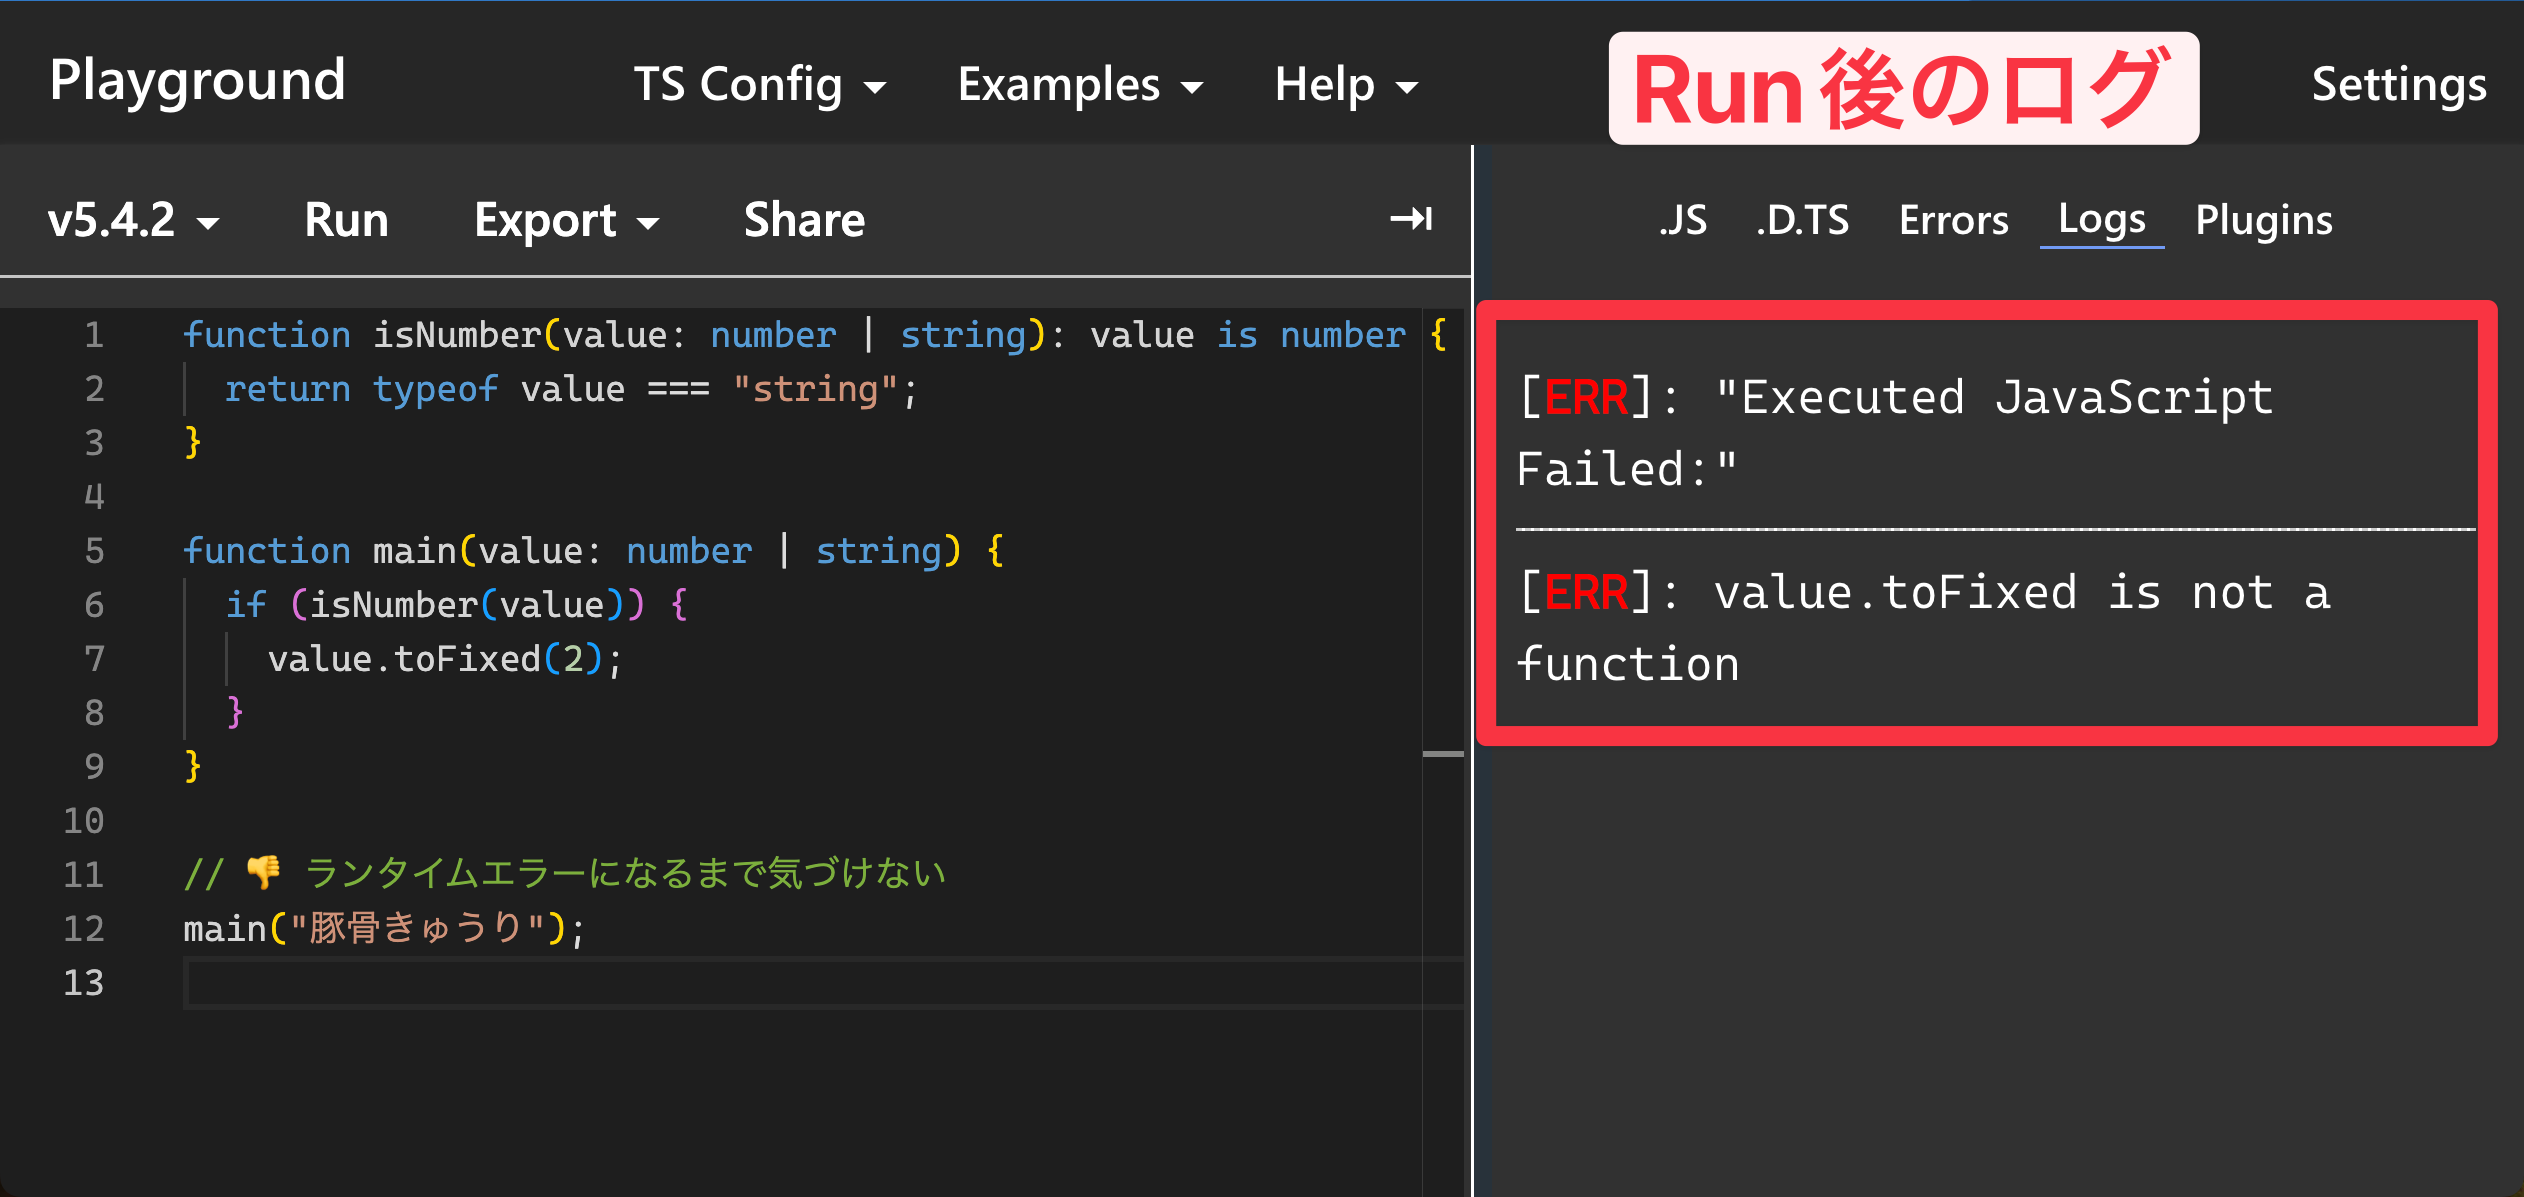 Playground
TS Config
Examples
Help
Run後のログ
Settings
v5.4.2
Run
Export
Share
.JS
.D.TS
Errors
Logs
Plugins
1 function isNumber(value: number | string): value is number {
2 return typeof value === "string";
3 }
4
5 function main(value: number | string) {
6 if (isNumber(value)) {
7 value.toFixed(2);
8 }
9 }
10
11 // 👎 ランタイムエラーになるまで気づけない
12 main("豚骨きゅうり");
13
[ERR]: "Executed JavaScript
Failed:"
[ERR]: value.toFixed is not a
function